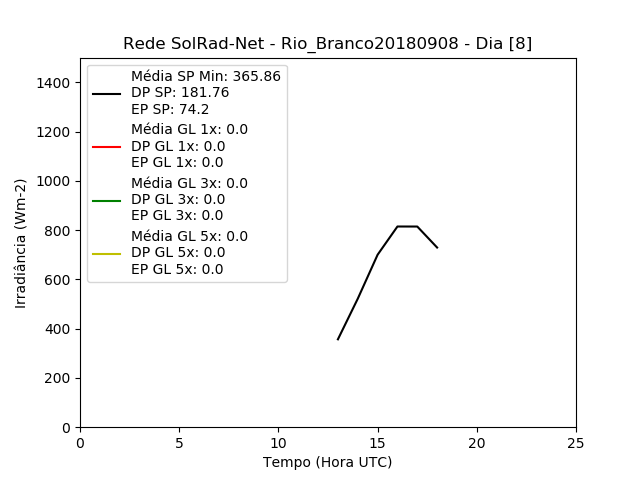 Rede SolRad-Net - Rio_Branco20180908 - Dia [8]
Média SP Min: 365.86
DP SP: 181.76
EP SP: 74.2
Média GL 1x: 0.0
DP GL 1x: 0.0
EP GL 1x: 0.0
Média GL 3x: 0.0
DP GL 3x: 0.0
EP GL 3x: 0.0
Média GL 5x: 0.0
DP GL 5x: 0.0
EP GL 5x: 0.0
1400
1200
1000
800
600
400
200
0
Irradiância (Wm-2)
0 5 10 15 20 25
Tempo (Hora UTC)